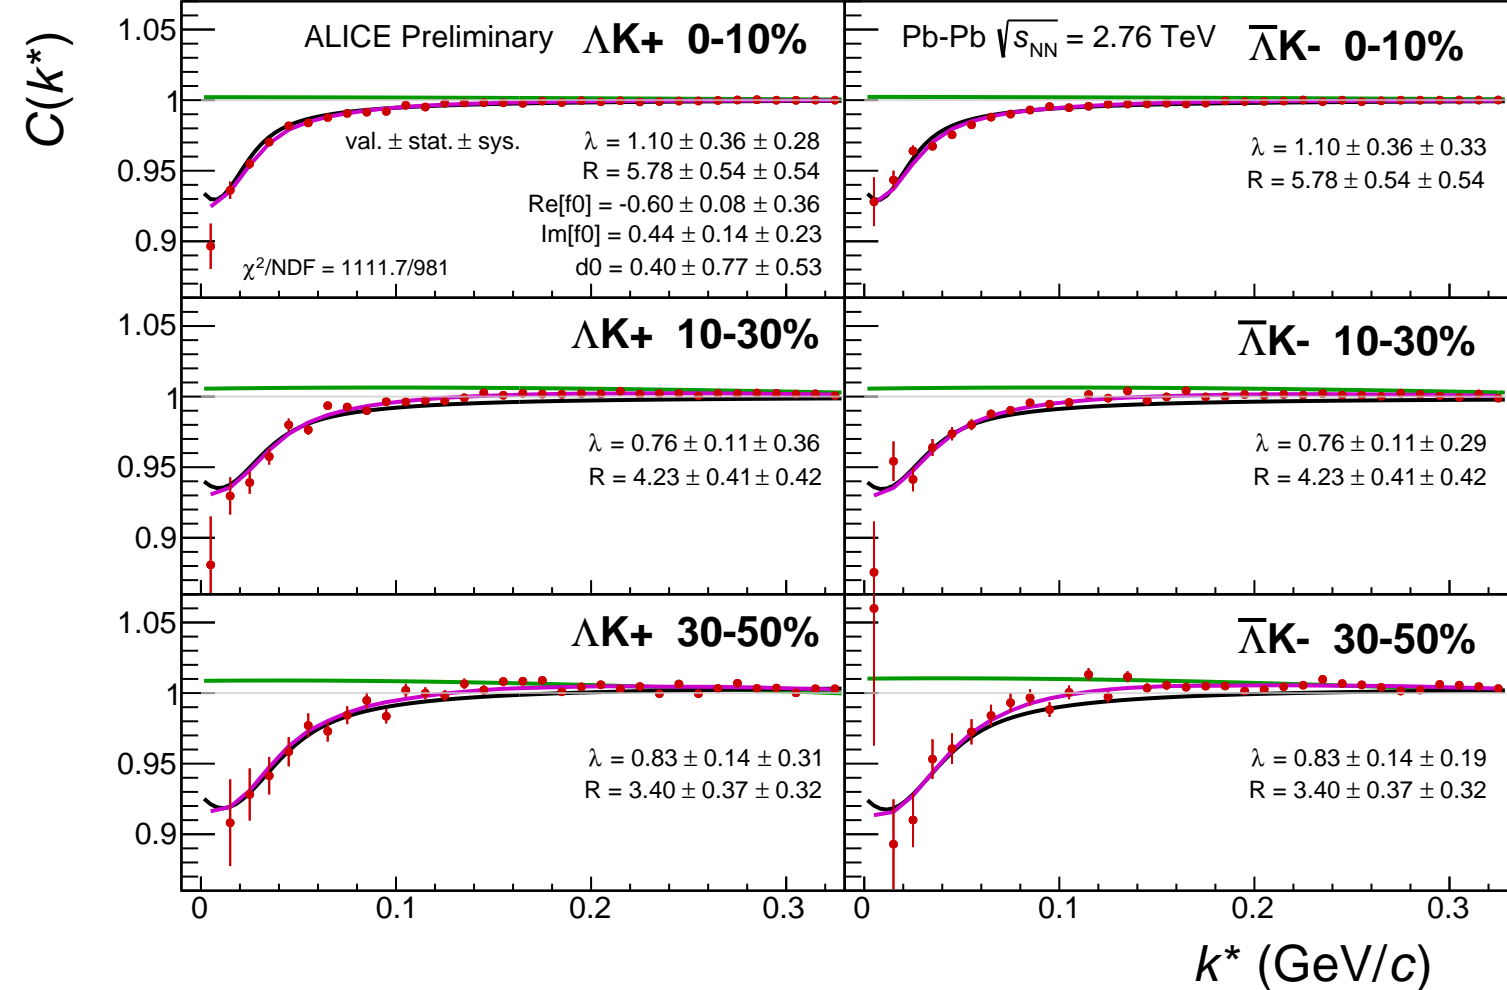 C(k*)
ALICE Preliminary ΛK+ 0-10%
val. ± stat. ± sys.
λ = 1.10 ± 0.36 ± 0.28
R = 5.78 ± 0.54 ± 0.54
Re[f0] = -0.60 ± 0.08 ± 0.36
Im[f0] = 0.44 ± 0.14 ± 0.23
d0 = 0.40 ± 0.77 ± 0.53
χ²/NDF = 1111.7/981
1.05
1
0.95
0.9
Pb-Pb √sNN = 2.76 TeV Λ̅K- 0-10%
λ = 1.10 ± 0.36 ± 0.33
R = 5.78 ± 0.54 ± 0.54
ΛK+ 10-30%
λ = 0.76 ± 0.11 ± 0.36
R = 4.23 ± 0.41 ± 0.42
1.05
1
0.95
0.9
Λ̅K- 10-30%
λ = 0.76 ± 0.11 ± 0.29
R = 4.23 ± 0.41 ± 0.42
ΛK+ 30-50%
λ = 0.83 ± 0.14 ± 0.31
R = 3.40 ± 0.37 ± 0.32
1.05
1
0.95
0.9
Λ̅K- 30-50%
λ = 0.83 ± 0.14 ± 0.19
R = 3.40 ± 0.37 ± 0.32
0 0.1 0.2 0.3
0 0.1 0.2 0.3
k* (GeV/c)